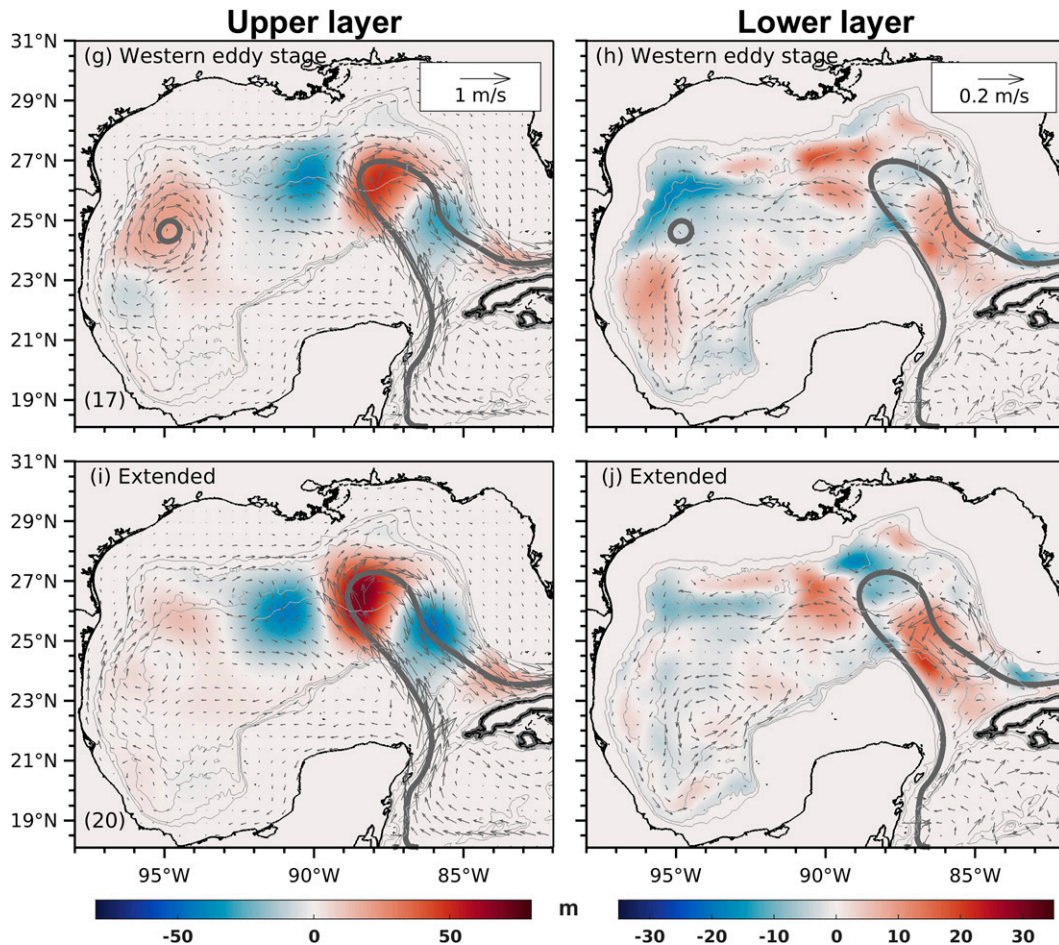 Upper layer
Lower layer
31°N
(g) Western eddy stage
(h) Western eddy stage
1 m/s
0.2 m/s
29°N
27°N
25°N
23°N
21°N
19°N
(17)
31°N
(i) Extended
(j) Extended
29°N
27°N
25°N
23°N
21°N
19°N
(20)
95°W 90°W 85°W 95°W 90°W 85°W
m
-50 0 50 -30 -20 -10 0 10 20 30